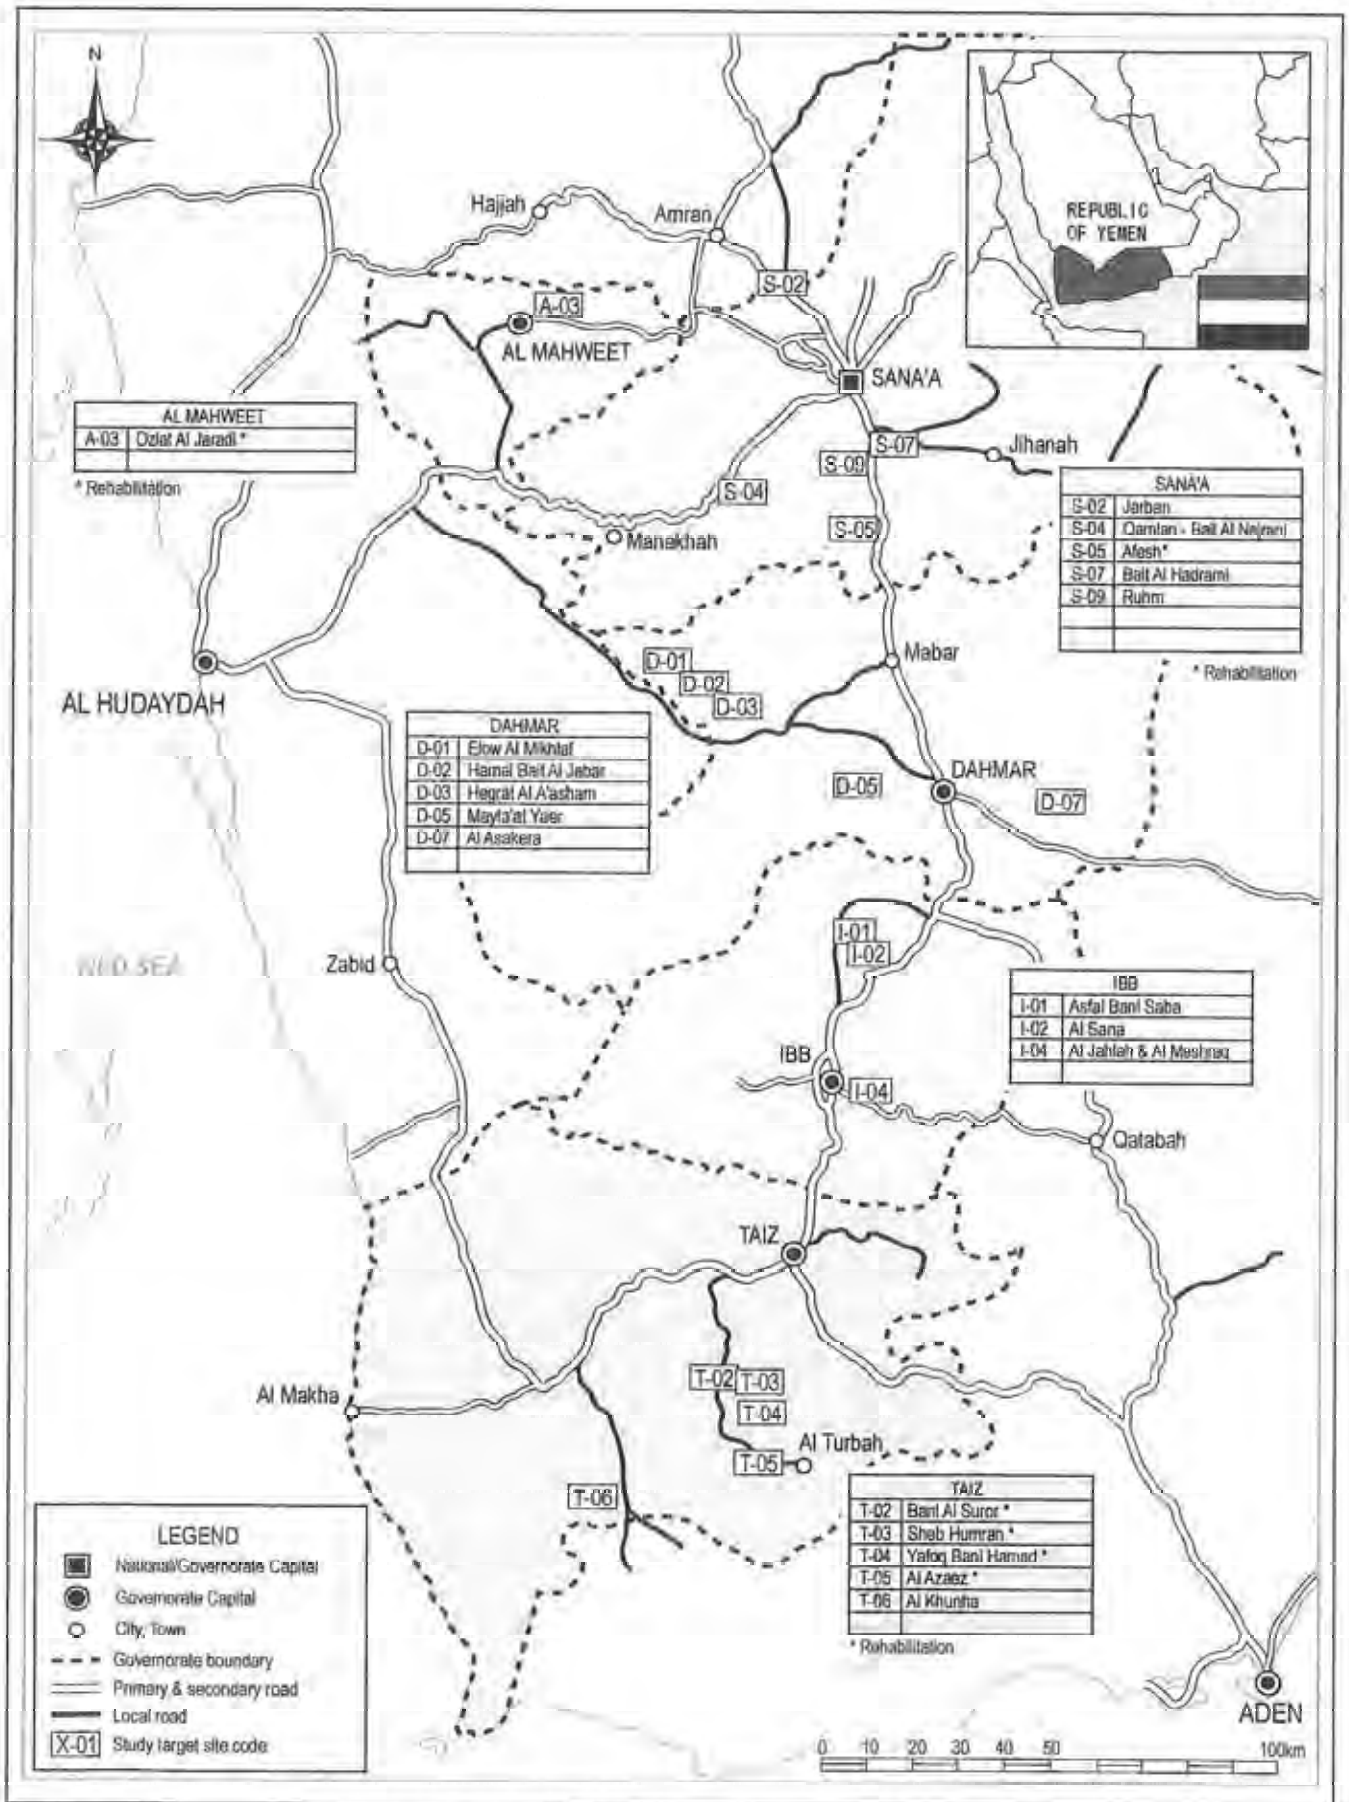 N
Hajjah
Amran
REPUBLIC
OF YEMEN
S-02
A-03
AL MAHWEET
SANA'A
AL MAHWEET
A-03 Ozlat Al Jaradi *
* Rehabilitation
S-07
Jihanah
S-09
S-04
SANA'A
S-02 Jarban
S-04 Qamlan - Bait Al Najrani
S-05 Afesh*
S-07 Bait Al Hadrami
S-09 Ruhm
* Rehabilitation
S-05
Manakhah
Mabar
D-01
D-02
D-03
AL HUDAYDAH
DAHMAR
D-01 Elow Al Mikhlaf
D-02 Hamal Bait Al Jabar
D-03 Hegrat Al A'asham
D-05 Mayfa'at Yaer
D-07 Al Asakera
DAHMAR
D-05
D-07
I-01
I-02
RED SEA
Zabid
IBB
I-01 Asfal Bani Saba
I-02 Al Sana
I-04 Al Jahlah & Al Meshraq
IBB
I-04
Qatabah
TAIZ
T-02
T-03
Al Makha
T-04
Al Turbah
T-05
T-06
TAIZ
T-02 Bani Al Suror *
T-03 Sheb Humran *
T-04 Yafoq Bani Hamad *
T-05 Al Azaez *
T-06 Al Khunha
* Rehabilitation
LEGEND
National/Governorate Capital
Governorate Capital
City, Town
Governorate boundary
Primary & secondary road
Local road
X-01 Study target site code
ADEN
0 10 20 30 40 50 100km